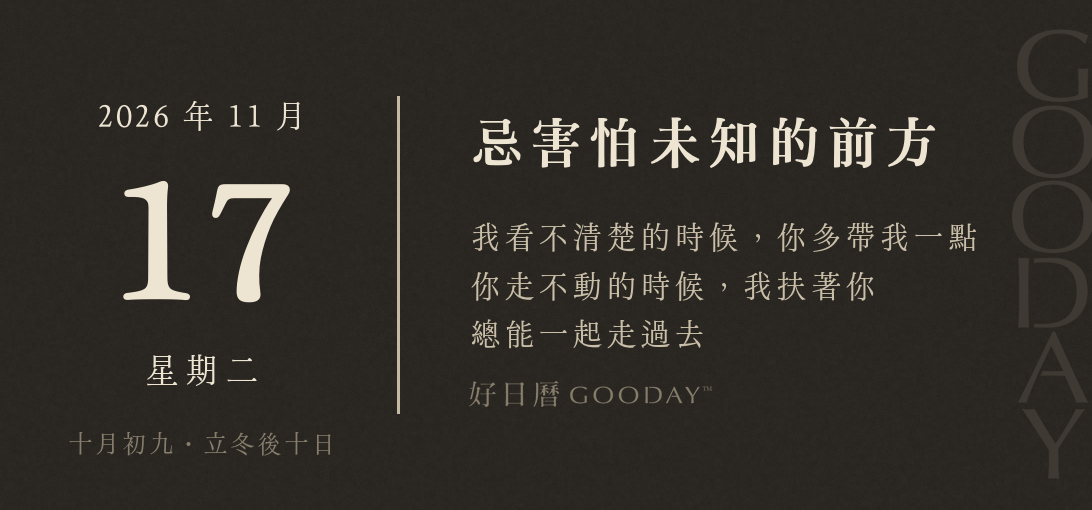 2026 年 11 月
17
星期二
十月初九・立冬後十日
忌害怕未知的前方
我看不清楚的時候，你多帶我一點
你走不動的時候，我扶著你
總能一起走過去
好日曆 GOODAY™
GOODAY